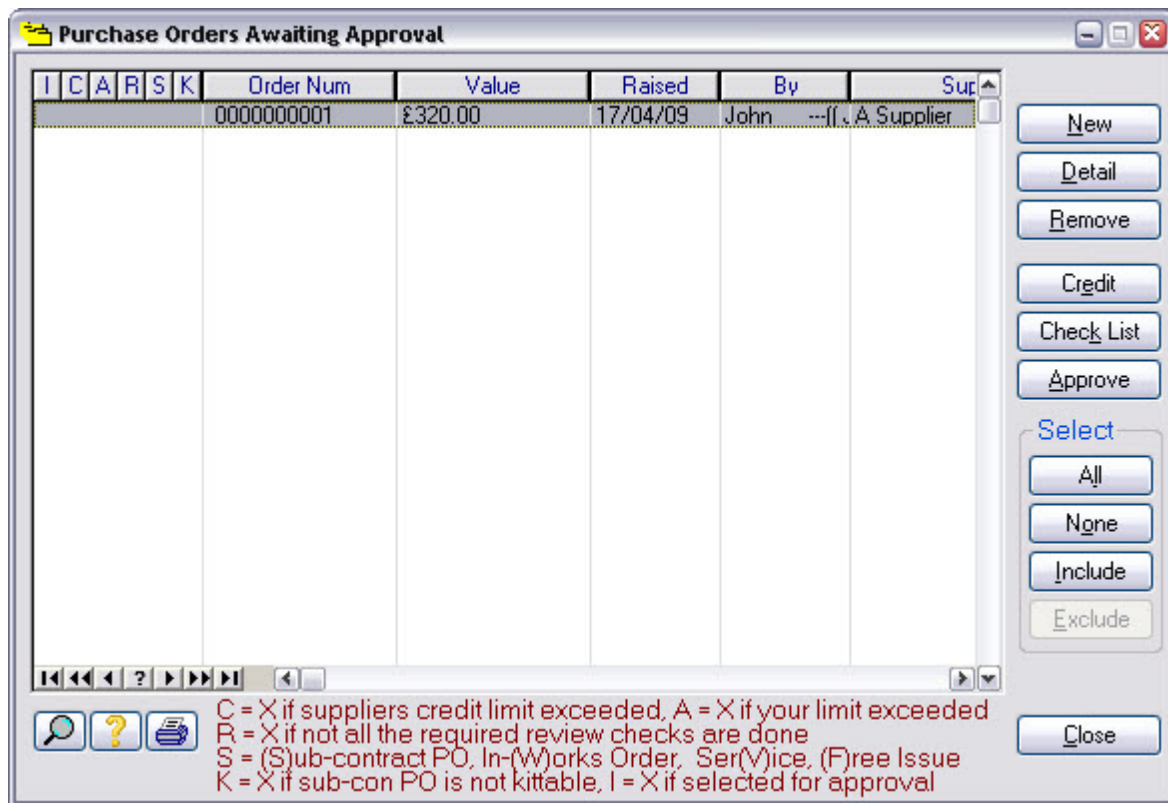 Purchase Orders Awaiting Approval
I C A R S K Order Num Value Raised By Sup
0000000001 £320.00 17/04/09 John ---[[ A Supplier
New
Detail
Remove
Credit
Check List
Approve
Select
All
None
Include
Exclude
?
?
C = X if suppliers credit limit exceeded, A = X if your limit exceeded
R = X if not all the required review checks are done
S = (S)ub-contract PO, In-(W)orks Order, Ser(V)ice, (F)ree Issue
K = X if sub-con PO is not kittable, I = X if selected for approval
Close